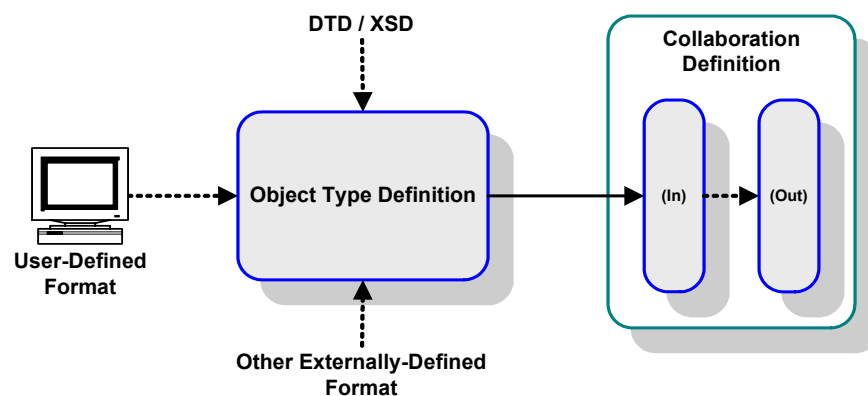 DTD / XSD
Collaboration
Definition
Object Type Definition
(In)
(Out)
User-Defined
Format
Other Externally-Defined
Format